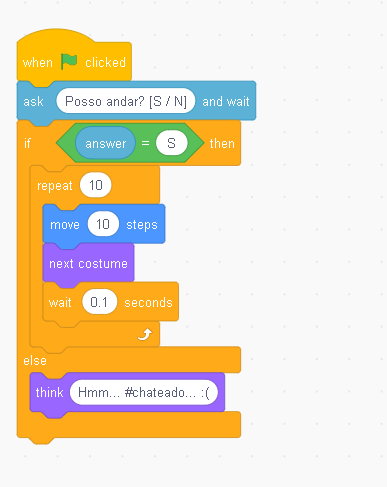 when clicked
ask Posso andar? [S / N] and wait
if answer = S then
repeat 10
move 10 steps
next costume
wait 0.1 seconds
else
think Hmm... #chateado... :(